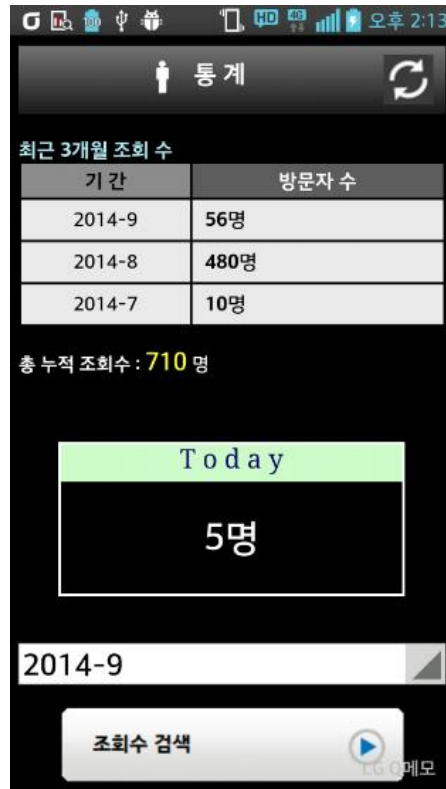 오후 2:13
통계
최근 3개월 조회 수
기 간 방문자 수
2014-9 56명
2014-8 480명
2014-7 10명
총 누적 조회수 : 710 명
Today
5명
2014-9
조회수 검색
LG Q메모